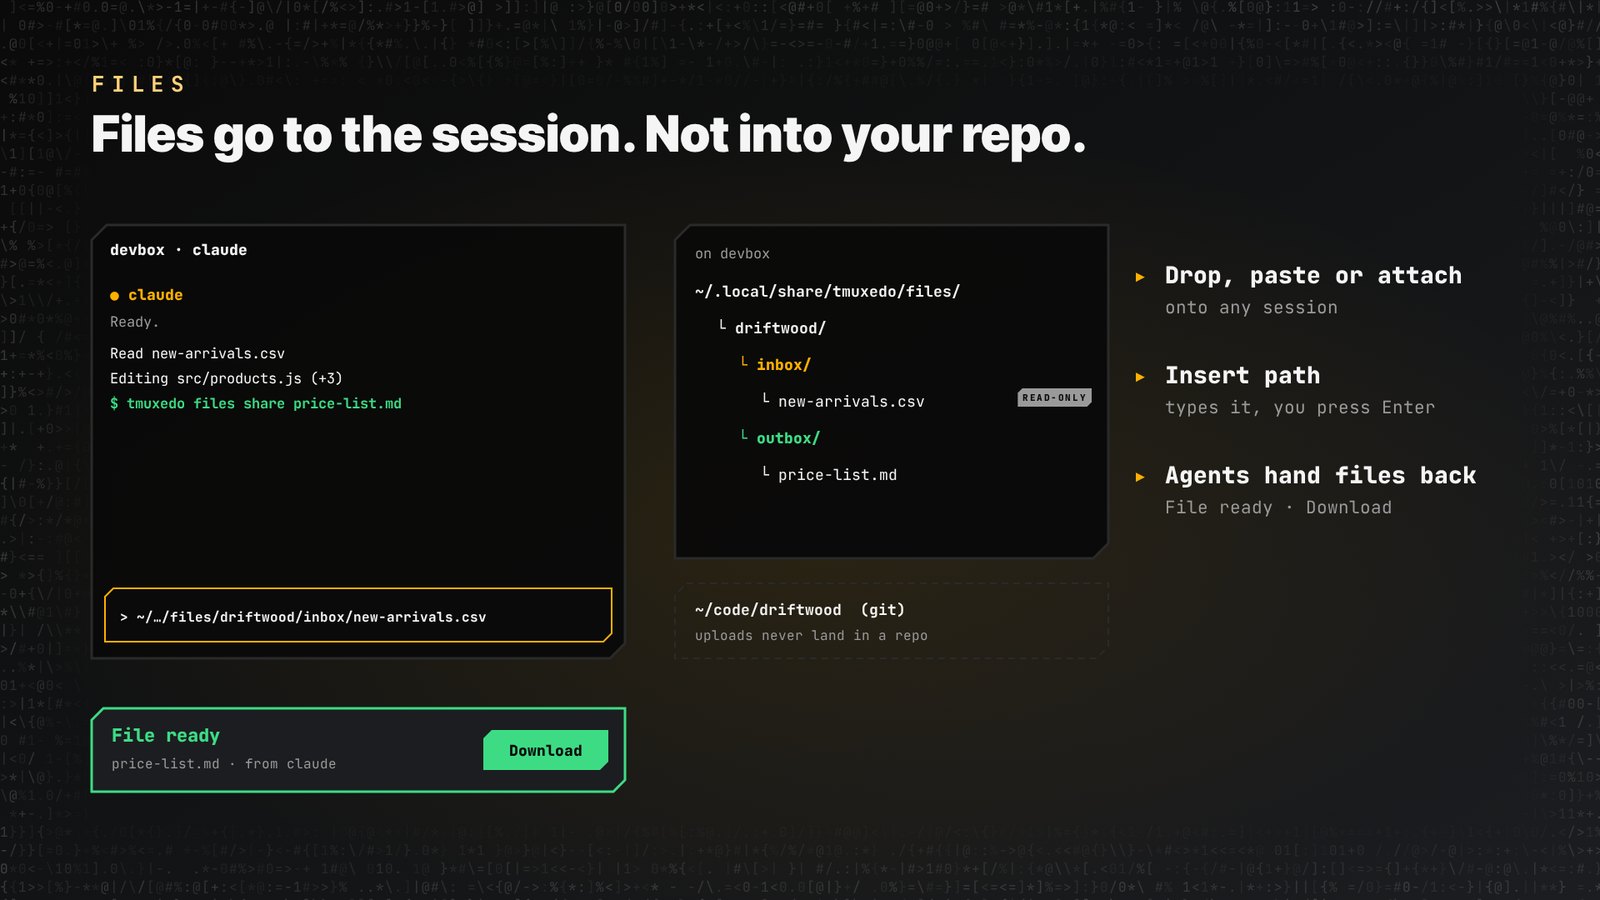 FILES
Files go to the session. Not into your repo.
devbox · claude
● claude
Ready.
Read new-arrivals.csv
Editing src/products.js (+3)
$ tmuxedo files share price-list.md
> ~/…/files/driftwood/inbox/new-arrivals.csv
File ready
price-list.md · from claude
Download
on devbox
~/.local/share/tmuxedo/files/
└ driftwood/
└ inbox/
└ new-arrivals.csv
READ-ONLY
└ outbox/
└ price-list.md
~/code/driftwood (git)
uploads never land in a repo
▸ Drop, paste or attach
onto any session
▸ Insert path
types it, you press Enter
▸ Agents hand files back
File ready · Download